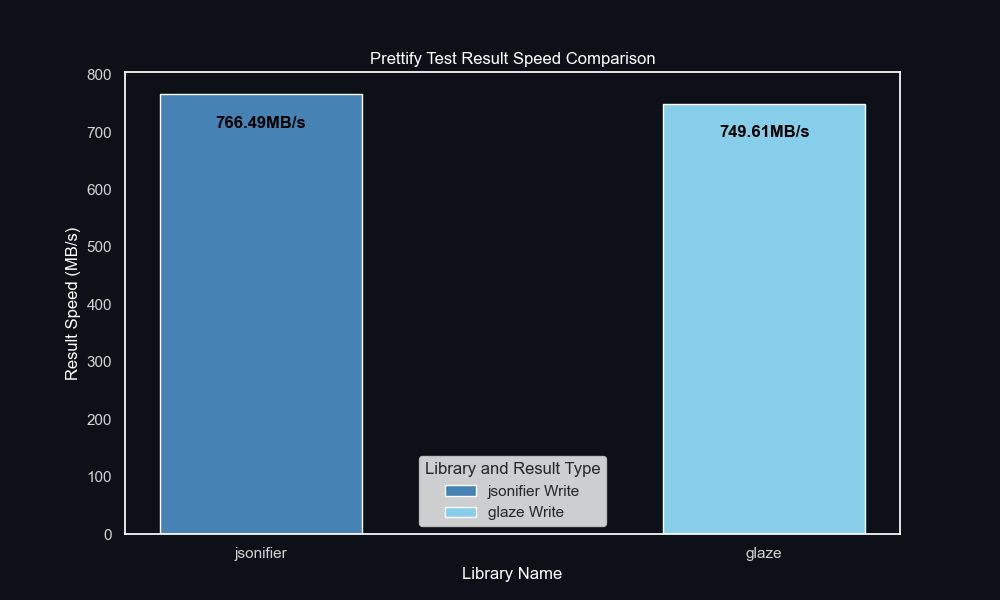 Prettify Test Result Speed Comparison
800
700
600
500
400
300
200
100
0
Result Speed (MB/s)
766.49MB/s
749.61MB/s
Library and Result Type
jsonifier Write
glaze Write
jsonifier
glaze
Library Name